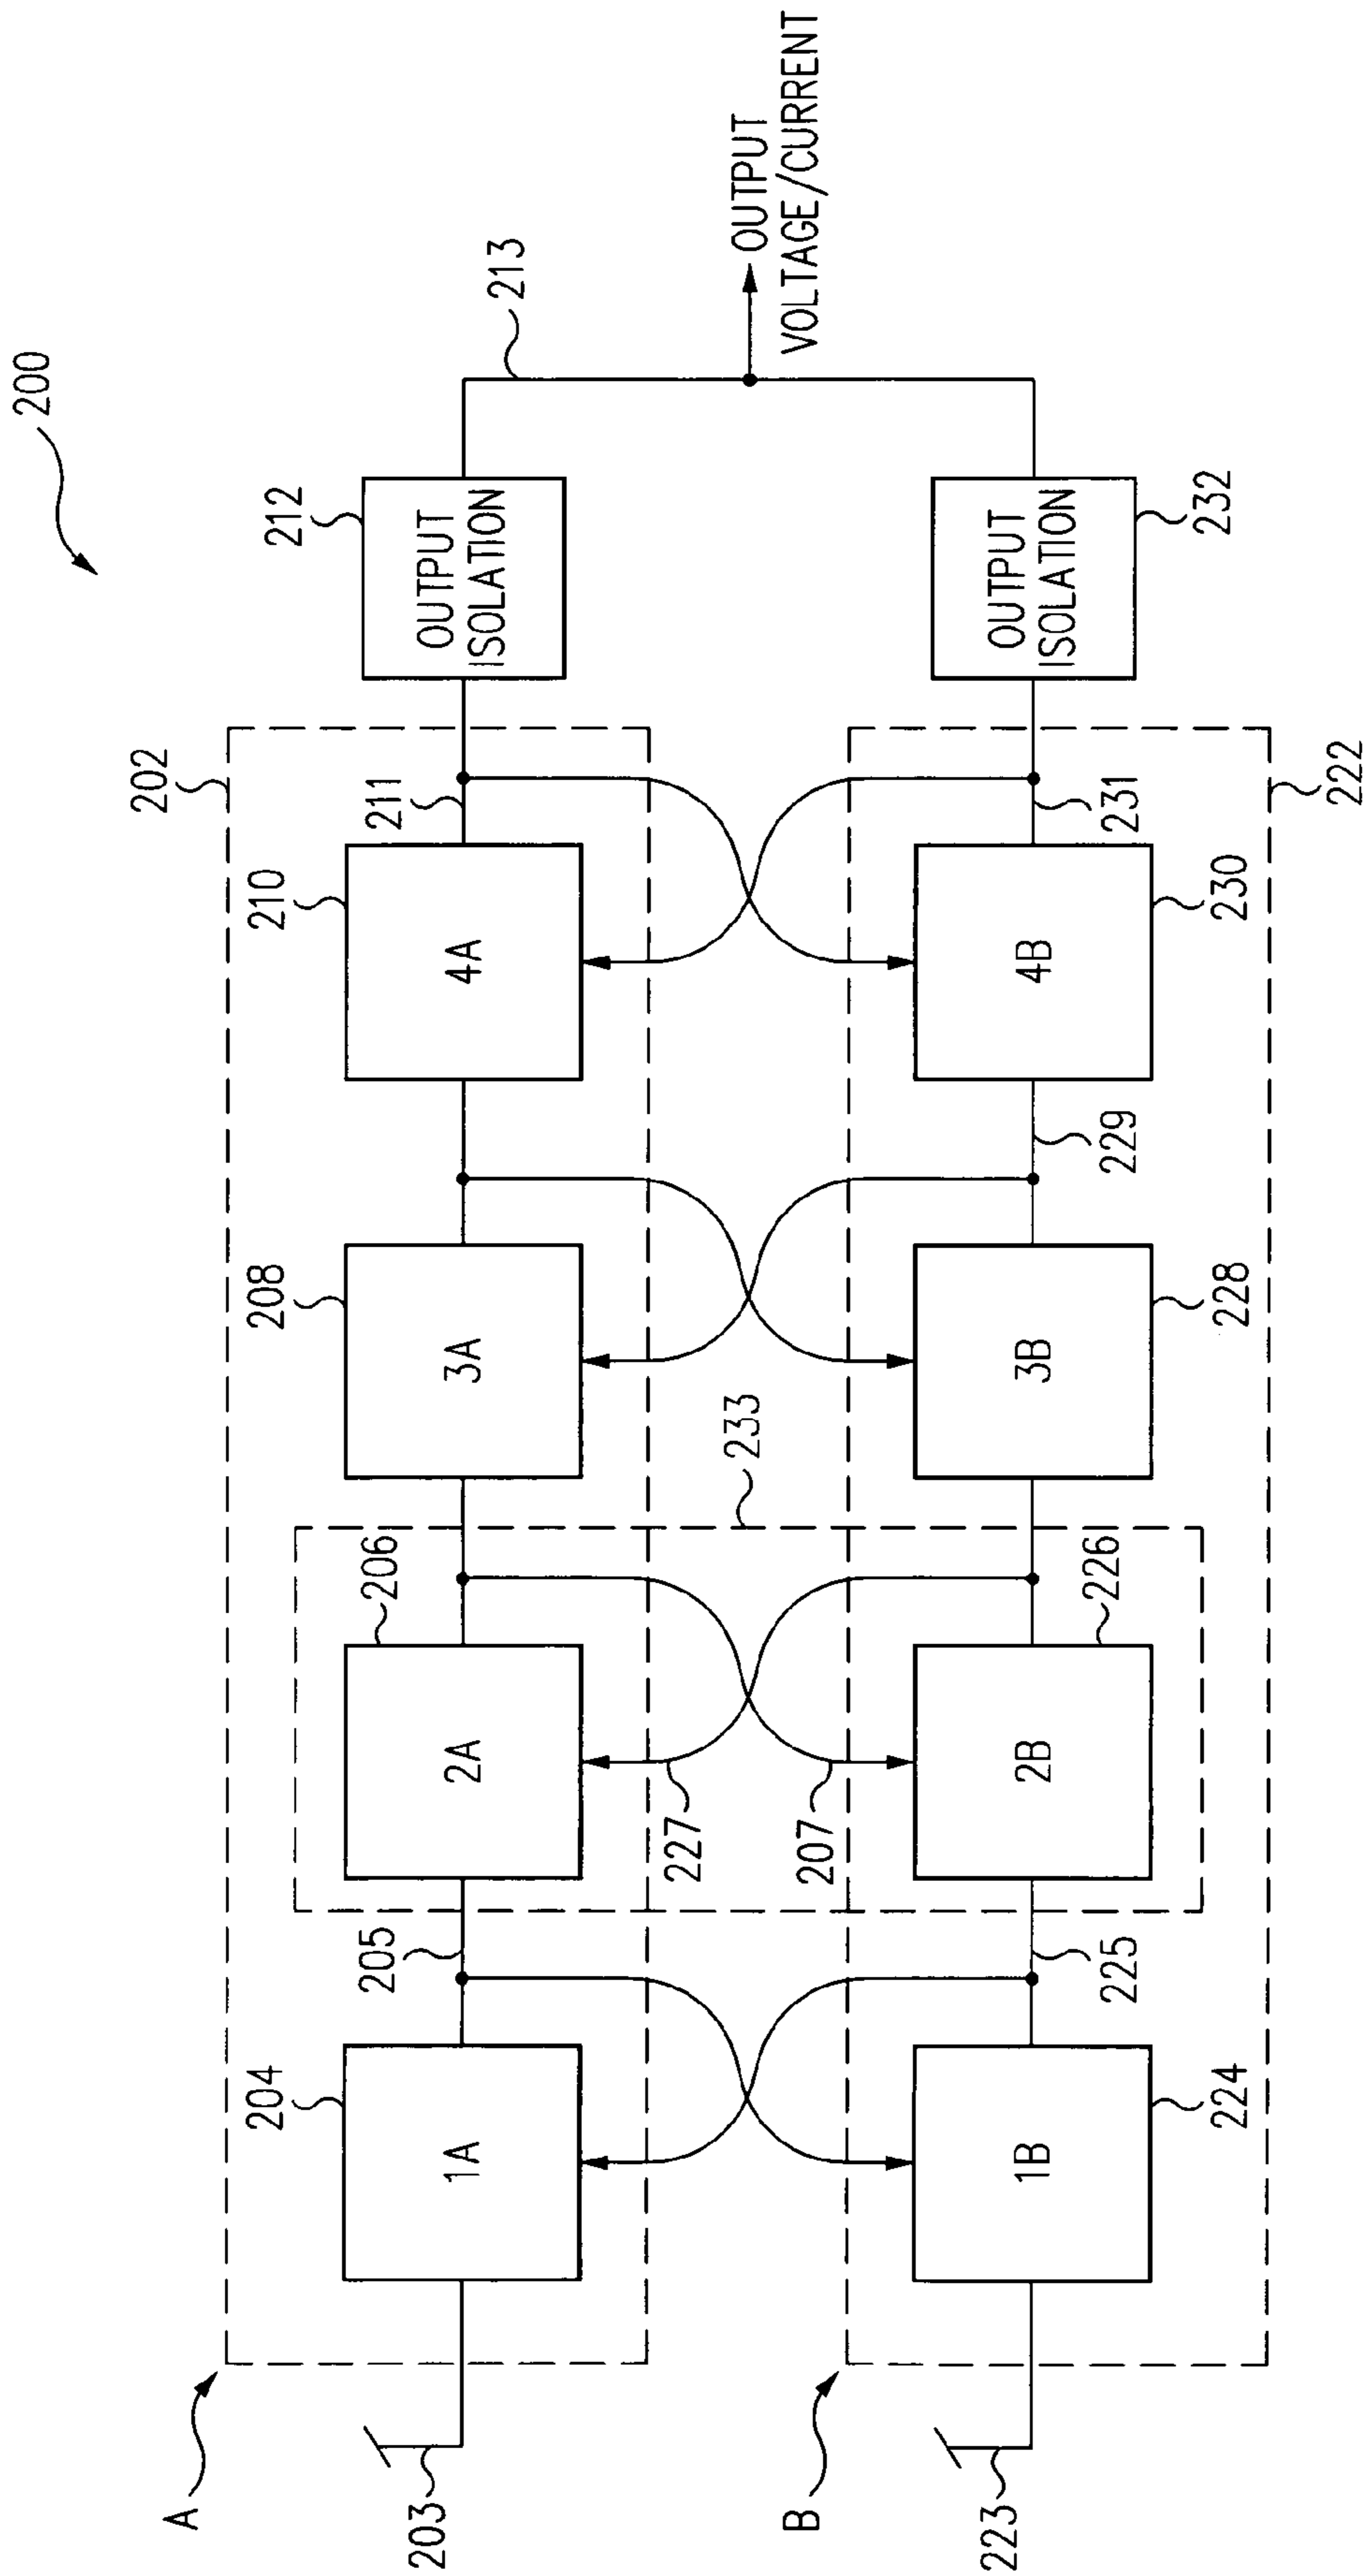 200
A
202
203
204
1A
205
206
2A
208
3A
210
4A
211
212
OUTPUT
ISOLATION
213
227
207
233
OUTPUT
VOLTAGE/CURRENT
B
222
223
224
1B
225
226
2B
228
3B
229
230
4B
231
232
OUTPUT
ISOLATION